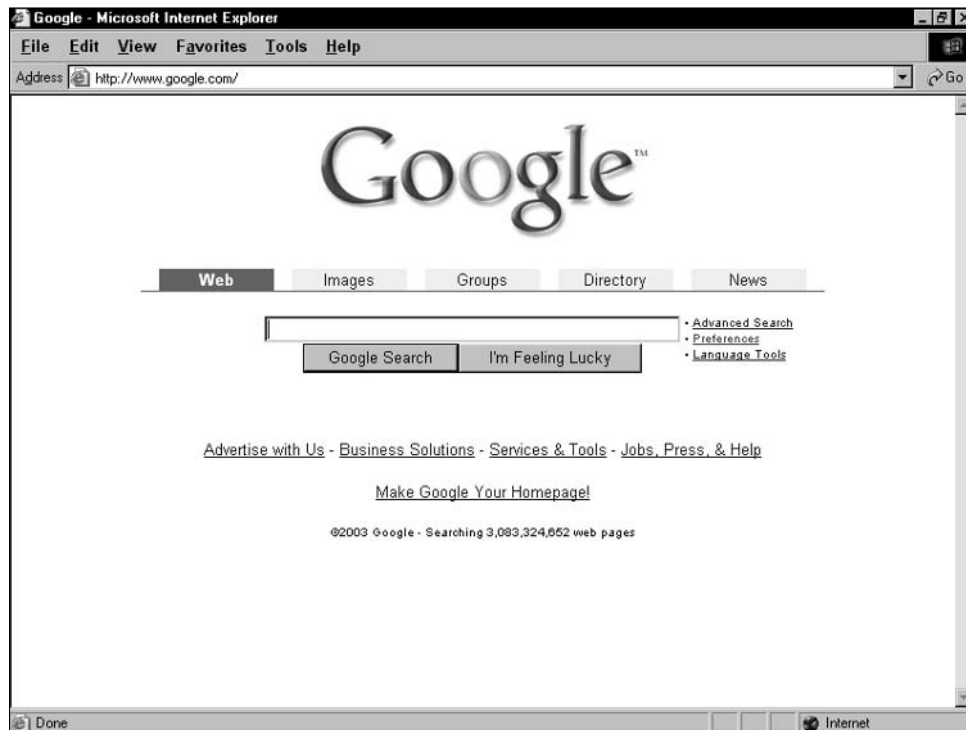 Google - Microsoft Internet Explorer
File Edit View Favorites Tools Help
Address http://www.google.com/ Go
Google™
Web Images Groups Directory News
• Advanced Search
• Preferences
• Language Tools
Google Search I'm Feeling Lucky
Advertise with Us - Business Solutions - Services & Tools - Jobs, Press, & Help
Make Google Your Homepage!
©2003 Google - Searching 3,083,324,652 web pages
Done Internet